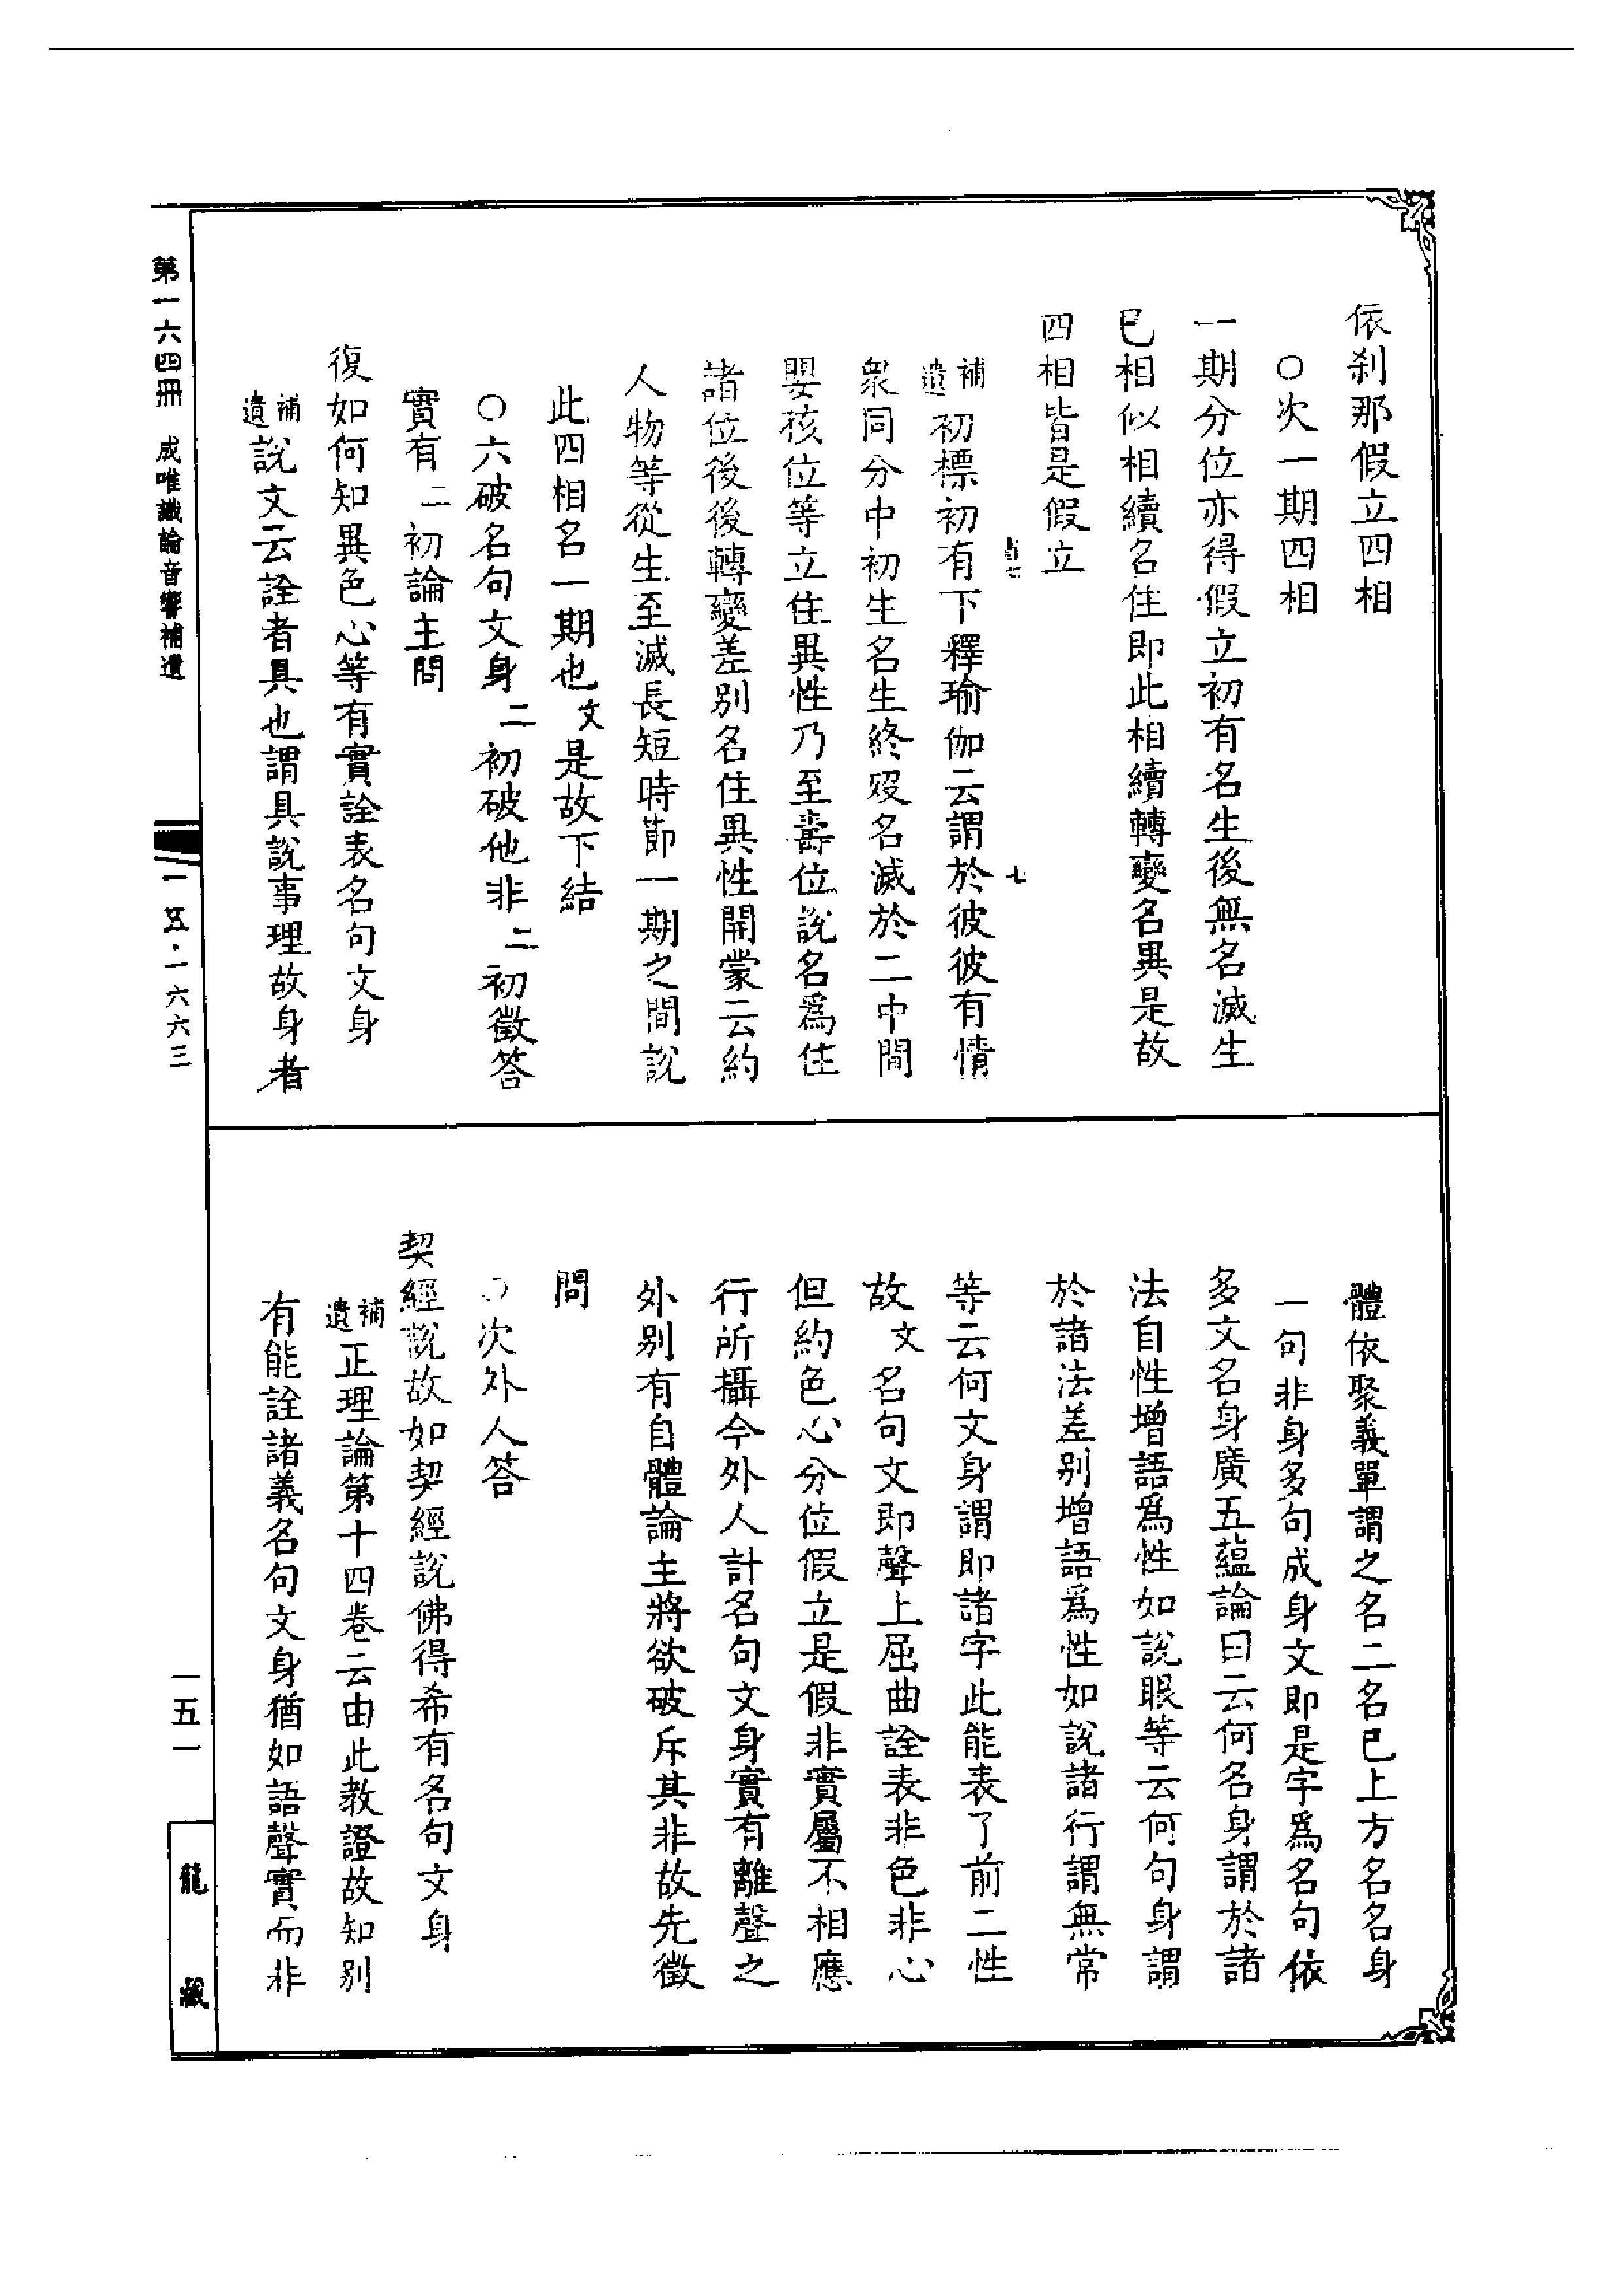 依刹那假立四相
○次一期四相
一期分位亦得假立初有名生後無名滅生
已相似相續名住即此相續轉變名異是故
四相皆是假立
七
補遺初標初有下釋瑜伽云謂於彼彼有情
眾同分中初生名生終歿名滅於二中間
嬰孩位等立住異性乃至壽位說名爲住
諸位後後轉變差別名住異性開蒙云約
人物等從生至滅長短時節一期之間說
此四相名一期也文是故下結
○六破名句文身二初破他非二初徵答
實有二初論主問
復如何知異色心等有實詮表名句文身
補遺說文云詮者具也謂具說事理故身者
體依聚義單謂之名二名已上方名名身
一句非身多句成身文即是字爲名句依
多文名身廣五蘊論曰云何名身謂於諸
法自性增語爲性如說眼等云何句身謂
於諸法差別增語爲性如說諸行謂無常
等云何文身謂即諸字此能表了前二性
故文名句文即聲上屈曲詮表非色非心
但約色心分位假立是假非實屬不相應
行所攝今外人計名句文身實有離聲之
外別有自體論主將欲破斥其非故先徵
問
○次外人答
契經說故如契經說佛得希有名句文身
補遺正理論第十四卷云由此教證故知別
有能詮諸義名句文身猶如語聲實而非
第一六四冊 成唯識論音響補遺
一五·一六六三
一五一
龍藏